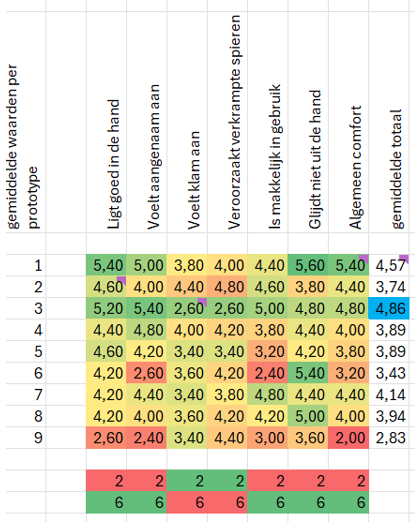 gemiddelde waarden per
prototype
Ligt goed in de hand
Voelt aangenaam aan
Voelt klam aan
Veroorzaakt verkrampte spieren
Is makkelijk in gebruik
Glijdt niet uit de hand
Algemeen comfort
gemiddelde totaal
1 5,40 5,00 3,80 4,00 4,40 5,60 5,40 4,57
2 4,60 4,00 4,40 4,80 4,60 3,80 4,40 3,74
3 5,20 5,40 2,60 2,60 5,00 4,80 4,80 4,86
4 4,40 4,80 4,00 4,20 3,80 4,40 4,00 3,89
5 4,60 4,20 3,40 3,40 3,20 4,20 3,80 3,89
6 4,20 2,60 3,60 4,20 2,40 5,40 3,20 3,43
7 4,20 4,40 3,40 3,80 4,80 4,40 4,40 4,14
8 4,20 4,00 3,60 4,20 4,20 5,00 4,00 3,94
9 2,60 2,40 3,40 4,40 3,00 3,60 2,00 2,83
2 2 2 2 2 2 2
6 6 6 6 6 6 6